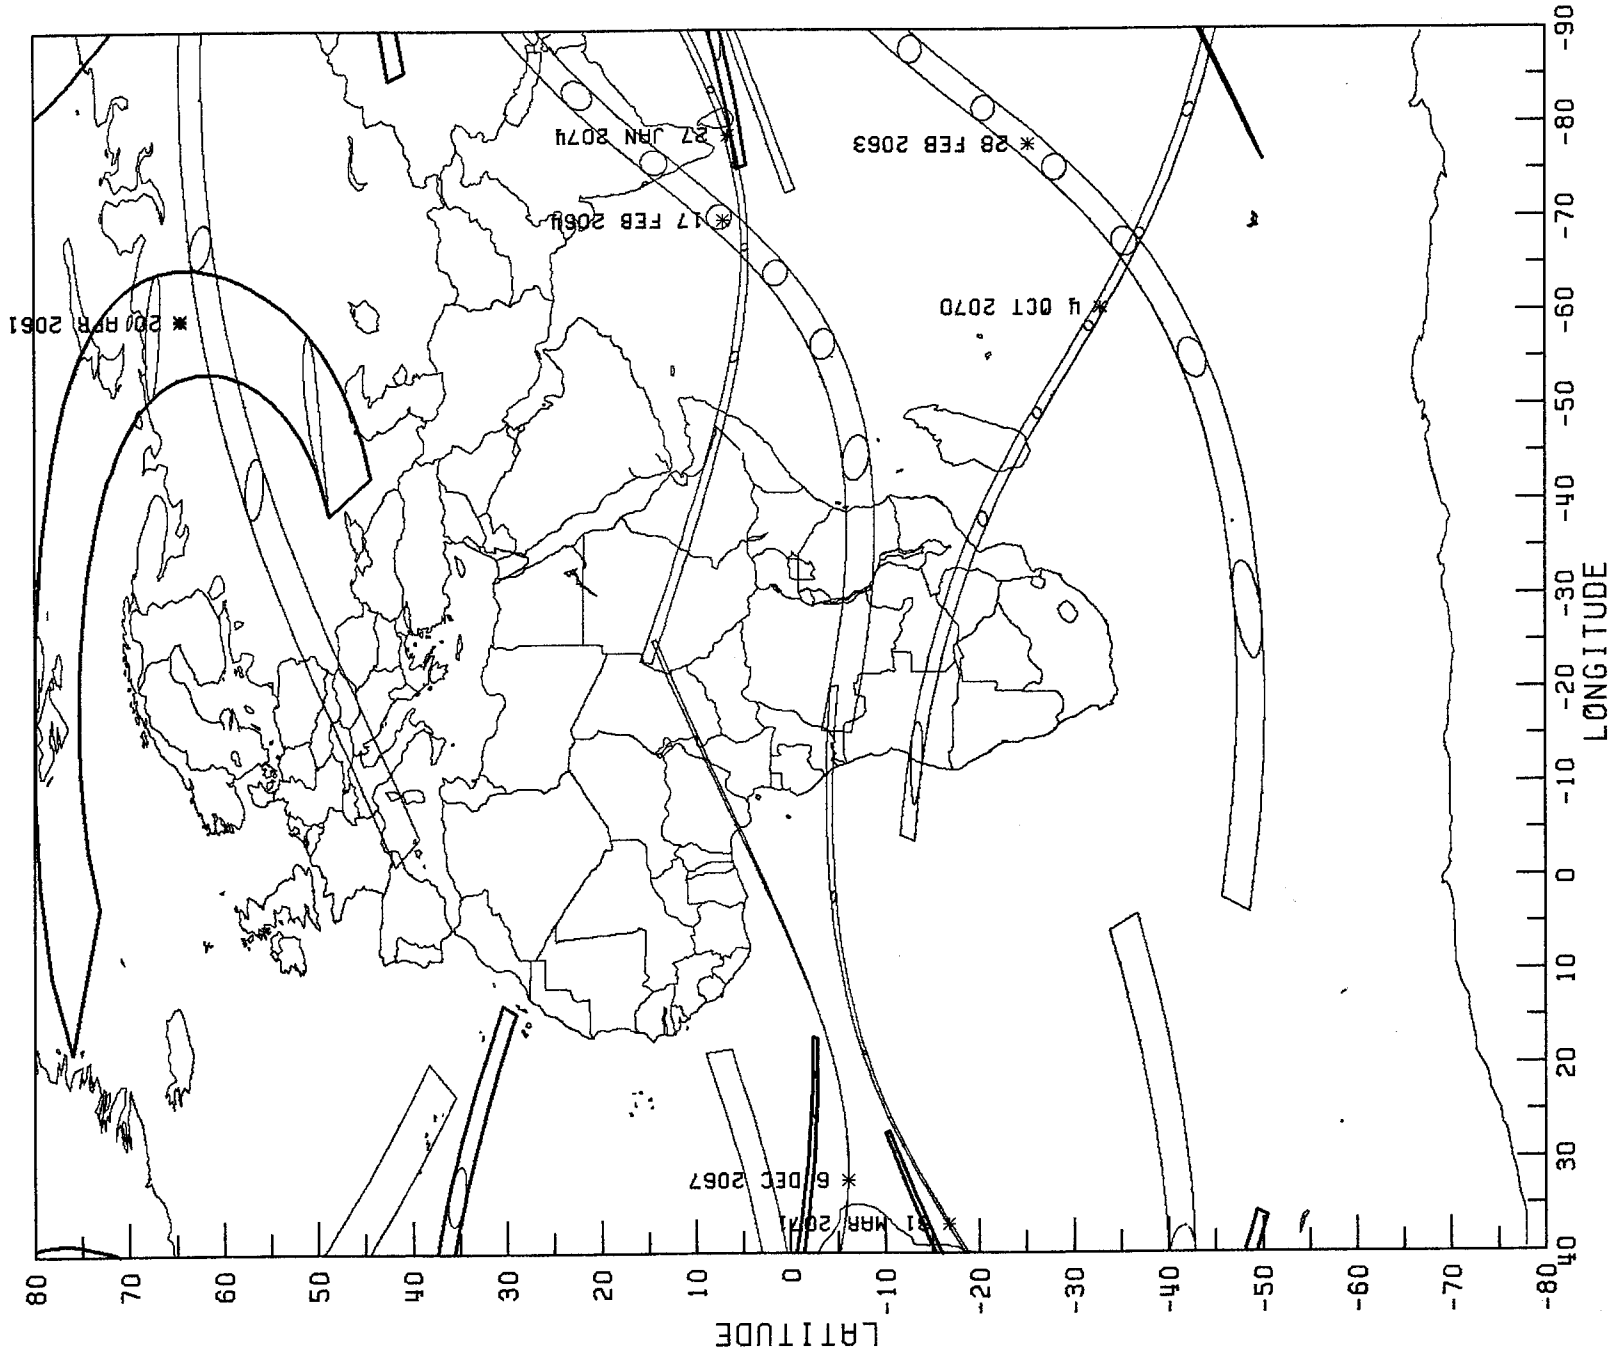 20 APR 2061
27 JAN 2074
17 FEB 2064
28 FEB 2063
4 OCT 2070
6 DEC 2067
31 MAR 2071
LATITUDE
80 70 60 50 40 30 20 10 0 -10 -20 -30 -40 -50 -60 -70 -80
LONGITUDE
40 30 20 10 0 -10 -20 -30 -40 -50 -60 -70 -80 -90